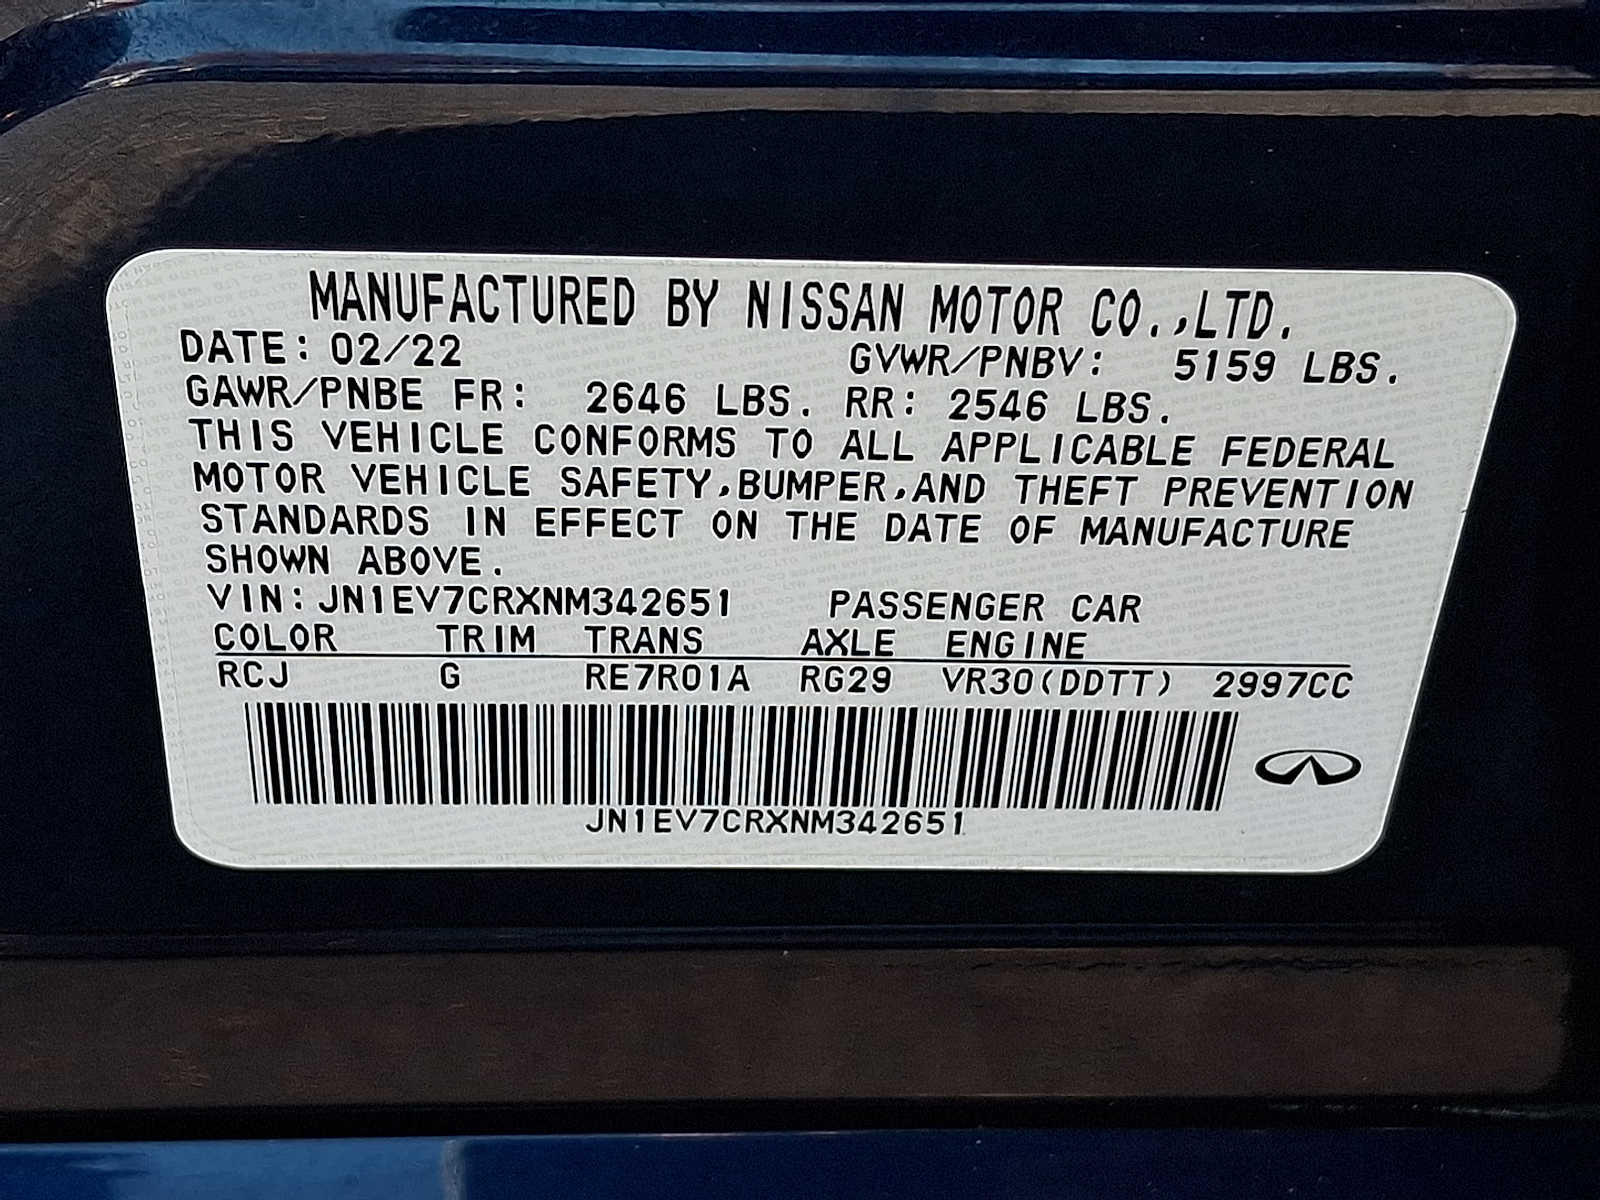 MANUFACTURED BY NISSAN MOTOR CO.,LTD.
DATE: 02/22 GVWR/PNBV: 5159 LBS.
GAWR/PNBE FR: 2646 LBS. RR: 2546 LBS.
THIS VEHICLE CONFORMS TO ALL APPLICABLE FEDERAL
MOTOR VEHICLE SAFETY,BUMPER,AND THEFT PREVENTION
STANDARDS IN EFFECT ON THE DATE OF MANUFACTURE
SHOWN ABOVE.
VIN:JN1EV7CRXNM342651 PASSENGER CAR
COLOR TRIM TRANS AXLE ENGINE
RCJ G RE7R01A RG29 VR30(DDTT) 2997CC
JN1EV7CRXNM342651